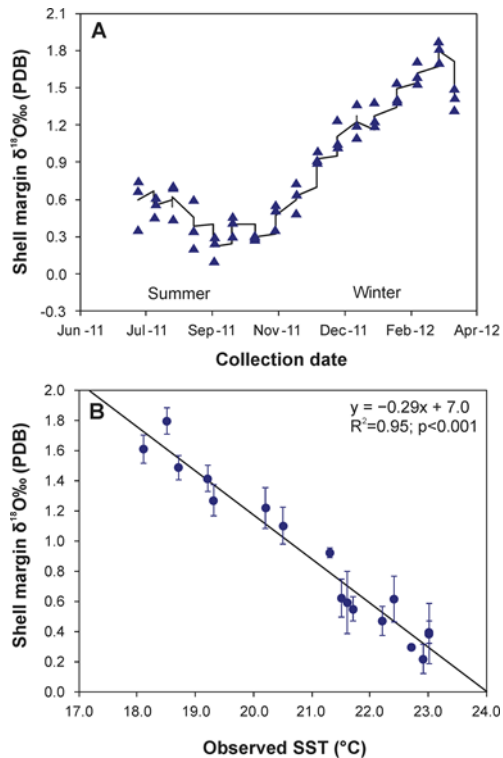 A
Shell margin δ¹⁸O‰ (PDB)
2.1
1.8
1.5
1.2
0.9
0.6
0.3
0.0
-0.3
Summer
Winter
Jun -11
Jul -11
Sep -11
Nov -11
Dec -11
Feb -12
Apr -12
Collection date
B
y = −0.29x + 7.0
R²=0.95; p<0.001
Shell margin δ¹⁸O‰ (PDB)
2.0
1.8
1.6
1.4
1.2
1.0
0.8
0.6
0.4
0.2
0.0
17.0
18.0
19.0
20.0
21.0
22.0
23.0
24.0
Observed SST (°C)